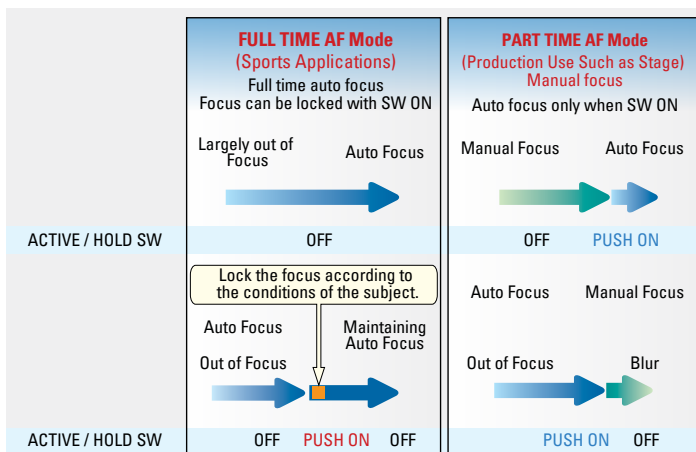 FULL TIME AF Mode
(Sports Applications)
Full time auto focus
Focus can be locked with SW ON
Largely out of
Focus
Auto Focus
PART TIME AF Mode
(Production Use Such as Stage)
Manual focus
Auto focus only when SW ON
Manual Focus
Auto Focus
ACTIVE / HOLD SW
OFF
OFF
PUSH ON
Lock the focus according to
the conditions of the subject.
Auto Focus
Maintaining
Auto Focus
Out of Focus
Auto Focus
Manual Focus
Out of Focus
Blur
ACTIVE / HOLD SW
OFF
PUSH ON
OFF
PUSH ON
OFF